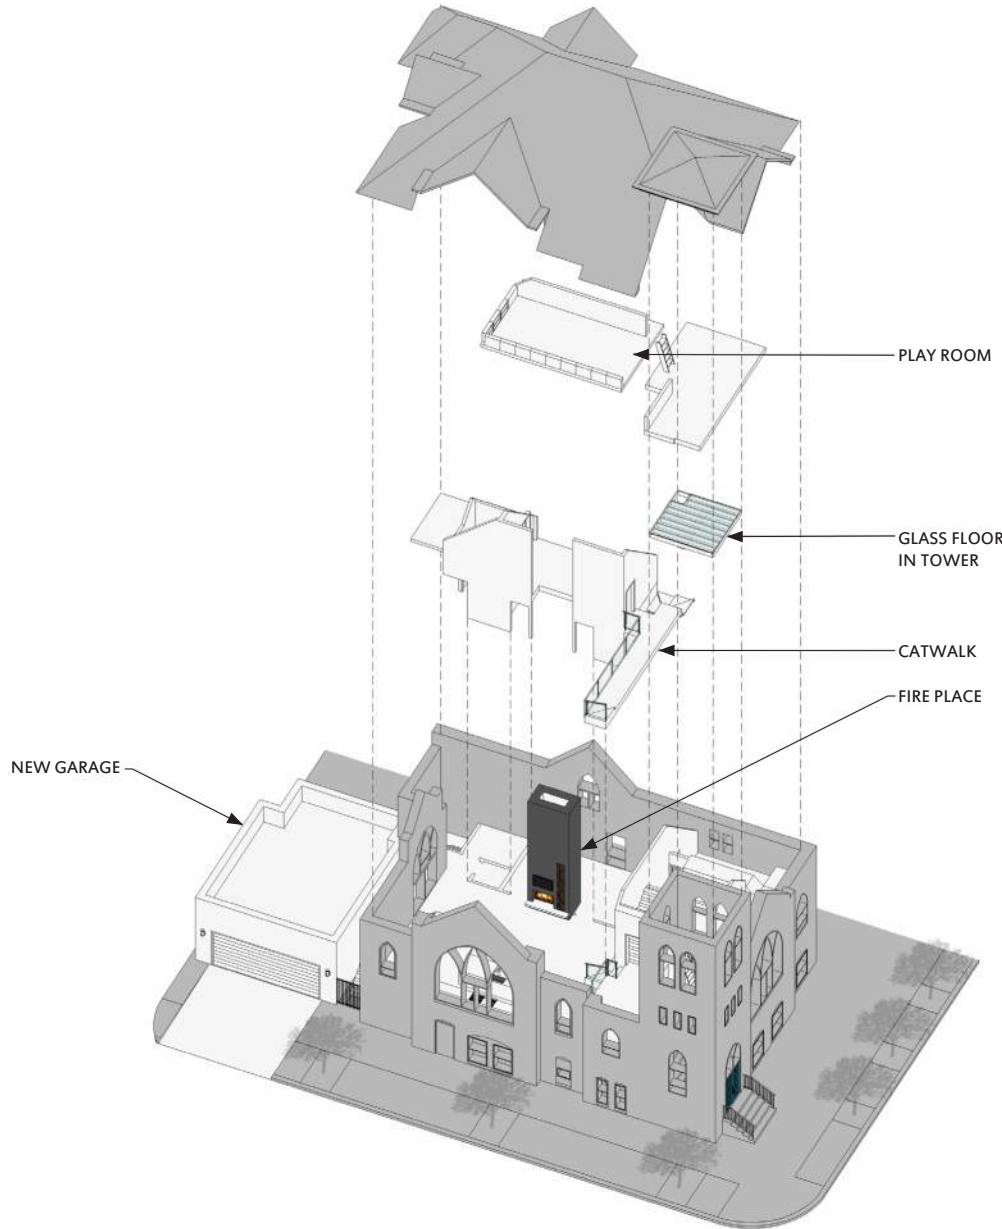 PLAY ROOM
GLASS FLOOR
IN TOWER
CATWALK
FIRE PLACE
NEW GARAGE